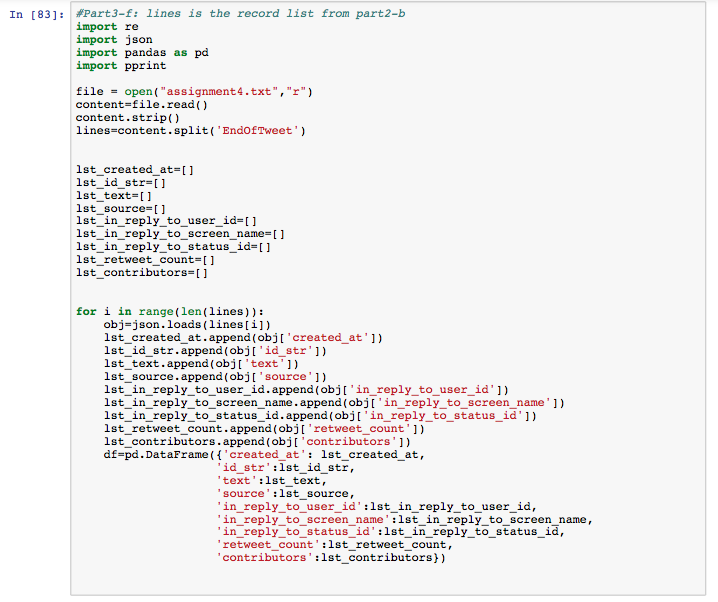 In [83]: #Part3-f: lines is the record list from part2-b
import re
import json
import pandas as pd
import pprint

file = open("assignment4.txt","r")
content=file.read()
content.strip()
lines=content.split('EndOfTweet')


lst_created_at=[]
lst_id_str=[]
lst_text=[]
lst_source=[]
lst_in_reply_to_user_id=[]
lst_in_reply_to_screen_name=[]
lst_in_reply_to_status_id=[]
lst_retweet_count=[]
lst_contributors=[]


for i in range(len(lines)):
    obj=json.loads(lines[i])
    lst_created_at.append(obj['created_at'])
    lst_id_str.append(obj['id_str'])
    lst_text.append(obj['text'])
    lst_source.append(obj['source'])
    lst_in_reply_to_user_id.append(obj['in_reply_to_user_id'])
    lst_in_reply_to_screen_name.append(obj['in_reply_to_screen_name'])
    lst_in_reply_to_status_id.append(obj['in_reply_to_status_id'])
    lst_retweet_count.append(obj['retweet_count'])
    lst_contributors.append(obj['contributors'])
    df=pd.DataFrame({'created_at': lst_created_at,
                     'id_str':lst_id_str,
                     'text':lst_text,
                     'source':lst_source,
                     'in_reply_to_user_id':lst_in_reply_to_user_id,
                     'in_reply_to_screen_name':lst_in_reply_to_screen_name,
                     'in_reply_to_status_id':lst_in_reply_to_status_id,
                     'retweet_count':lst_retweet_count,
                     'contributors':lst_contributors})